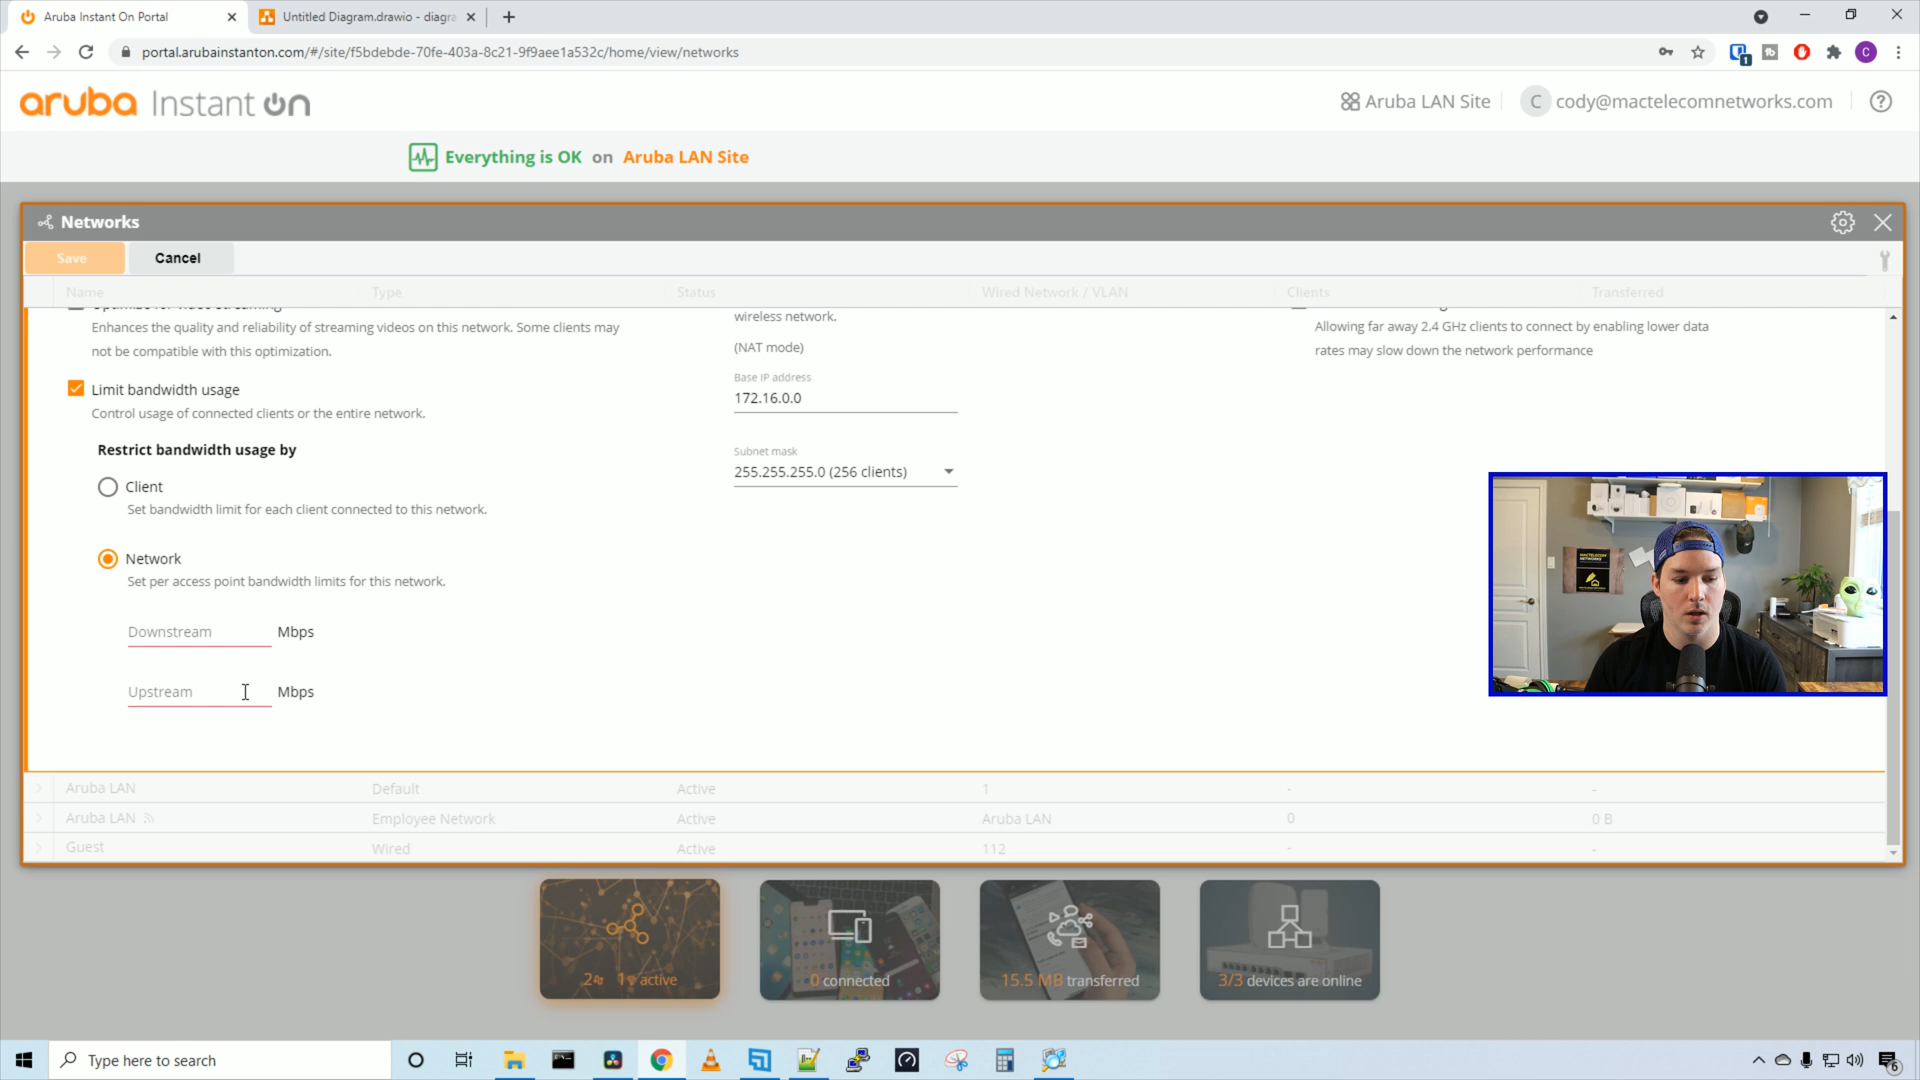 Aruba Instant On Portal
Untitled Diagram.drawio - diagra
portal.arubainstanton.com/#/site/f5bdebde-70fe-403a-8c21-9f9aee1a532c/home/view/networks
1
C
aruba Instant On
Aruba LAN Site
C
cody@mactelecomnetworks.com
?
Everything is OK on Aruba LAN Site
Networks
Save
Cancel
Name
Type
Status
Wired Network / VLAN
Clients
Transferred
Optimize for video streaming
Enhances the quality and reliability of streaming videos on this network. Some clients may
not be compatible with this optimization.
Limit bandwidth usage
Control usage of connected clients or the entire network.
Restrict bandwidth usage by
Client
Set bandwidth limit for each client connected to this network.
Network
Set per access point bandwidth limits for this network.
Downstream
Mbps
Upstream
Mbps
wireless network.
(NAT mode)
Base IP address
172.16.0.0
Subnet mask
255.255.255.0 (256 clients)
Allowing far away 2.4 GHz clients to connect by enabling lower data
rates may slow down the network performance
MACTELECOM
NETWORKS
Aruba LAN Default Active 1 - -
Aruba LAN Employee Network Active Aruba LAN 0 0 B
Guest Wired Active 112 - -
2 1 active
0 connected
15.5 MB transferred
3/3 devices are online
Type here to search
6